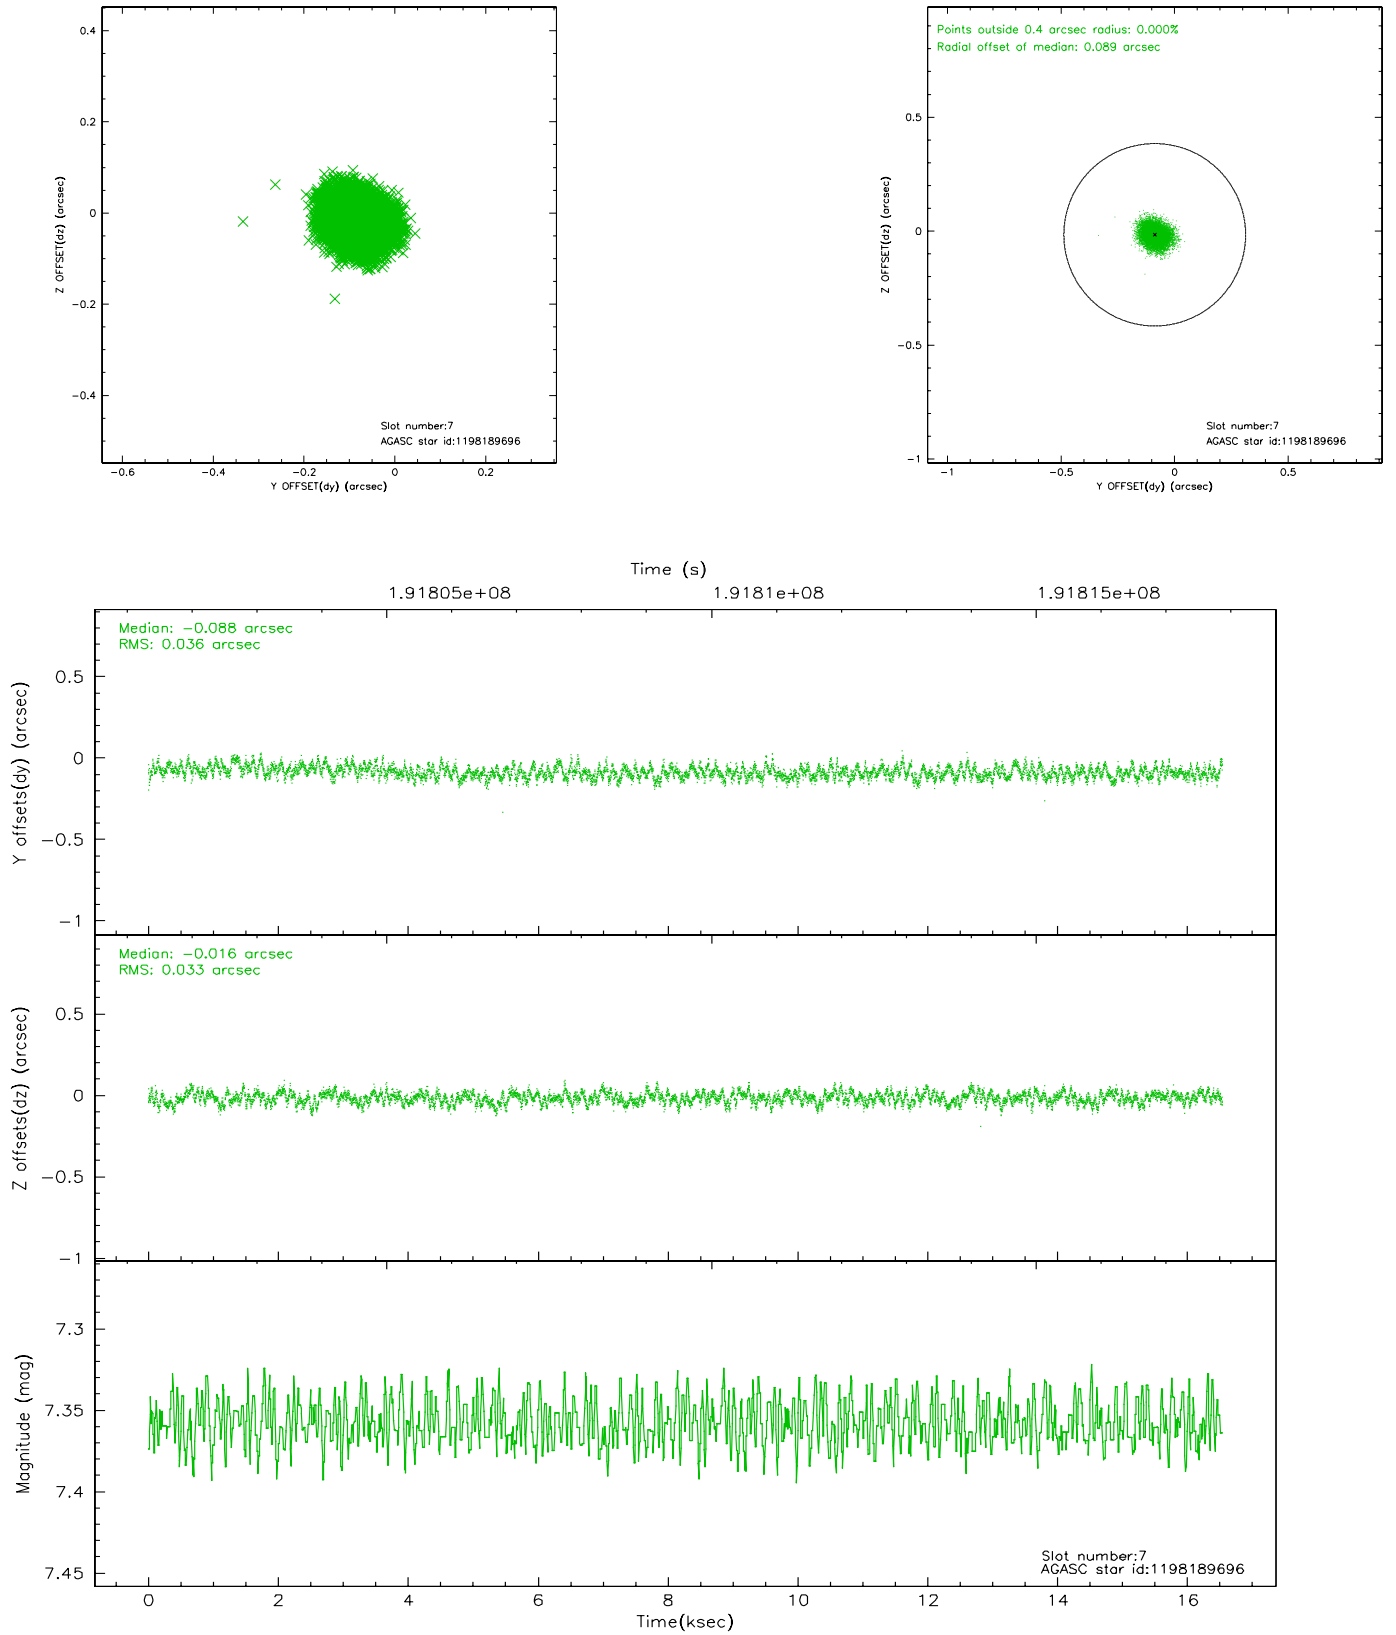 0.4
0.2
0
−0.2
−0.4
Z OFFSET(dz) (arcsec)
Slot number:7
AGASC star id:1198189696
−0.6
−0.4
−0.2
0
0.2
Y OFFSET(dy) (arcsec)
Points outside 0.4 arcsec radius: 0.000%
Radial offset of median: 0.089 arcsec
0.5
0
−0.5
−1
Z OFFSET(dz) (arcsec)
Slot number:7
AGASC star id:1198189696
−1
−0.5
0
0.5
Y OFFSET(dy) (arcsec)
Time (s)
1.91805e+08
1.9181e+08
1.91815e+08
Median: −0.088 arcsec
RMS: 0.036 arcsec
0.5
0
−0.5
−1
Y offsets(dy) (arcsec)
Median: −0.016 arcsec
RMS: 0.033 arcsec
0.5
0
−0.5
−1
Z offsets(dz) (arcsec)
7.3
7.35
7.4
7.45
Magnitude (mag)
Slot number:7
AGASC star id:1198189696
0
2
4
6
8
10
12
14
16
Time(ksec)